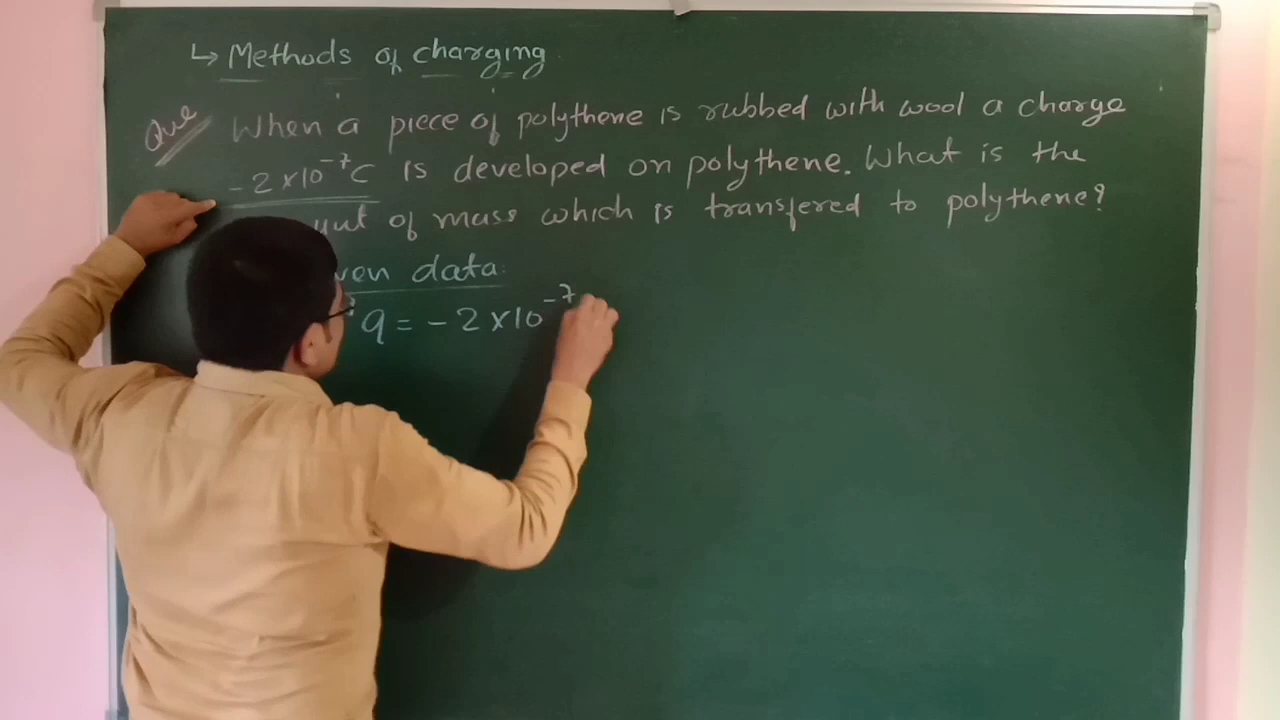 ↳ Methods of charging
Que When a piece of polythene is rubbed with wool a charge
-2×10⁻⁷C is developed on polythene. What is the
of mass which is transfered to polythene?
data:
q = -2×10⁻⁷